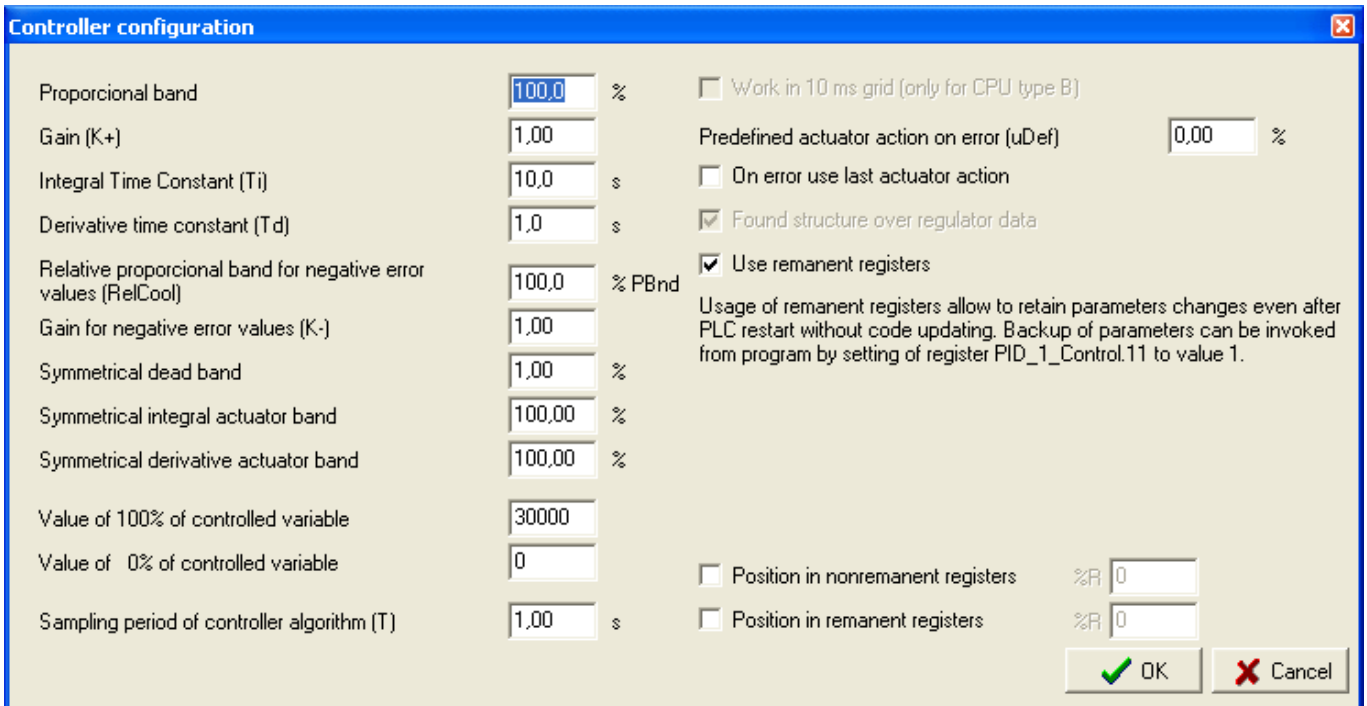 Controller configuration
Proporcional band 100,0 %
Gain (K+) 1,00
Integral Time Constant (Ti) 10,0 s
Derivative time constant (Td) 1,0 s
Relative proporcional band for negative error
values (RelCool) 100,0 % PBnd
Gain for negative error values (K-) 1,00
Symmetrical dead band 1,00 %
Symmetrical integral actuator band 100,00 %
Symmetrical derivative actuator band 100,00 %
Value of 100% of controlled variable 30000
Value of 0% of controlled variable 0
Sampling period of controller algorithm (T) 1,00 s
Work in 10 ms grid (only for CPU type B)
Predefined actuator action on error (uDef) 0,00 %
On error use last actuator action
Found structure over regulator data
Use remanent registers
Usage of remanent registers allow to retain parameters changes even after
PLC restart without code updating. Backup of parameters can be invoked
from program by setting of register PID_1_Control.11 to value 1.
Position in nonremanent registers %R 0
Position in remanent registers %R 0
OK Cancel